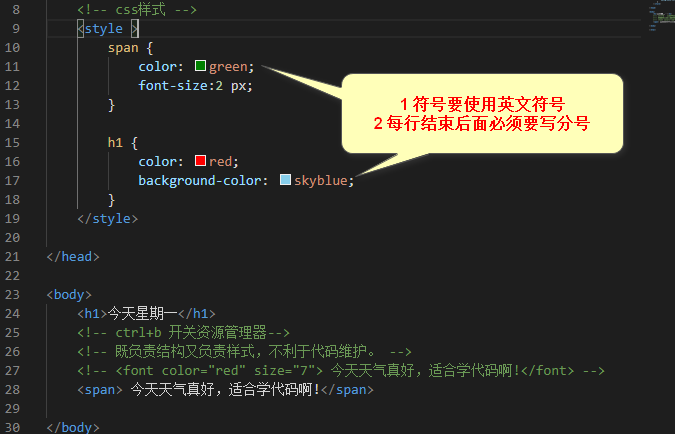 8 <!-- css样式 -->
9 <style >
10 span {
11 color: green;
12 font-size:2 px;
13 }
14
15 h1 {
16 color: red;
17 background-color: skyblue;
18 }
19 </style>
20
21 </head>
22
23 <body>
24 <h1>今天星期一</h1>
25 <!-- ctrl+b 开关资源管理器-->
26 <!-- 既负责结构又负责样式，不利于代码维护。 -->
27 <!-- <font color="red" size="7"> 今天天气真好，适合学代码啊!</font> -->
28 <span> 今天天气真好，适合学代码啊!</span>
29
30 </body>
1 符号要使用英文符号
2 每行结束后面必须要写分号